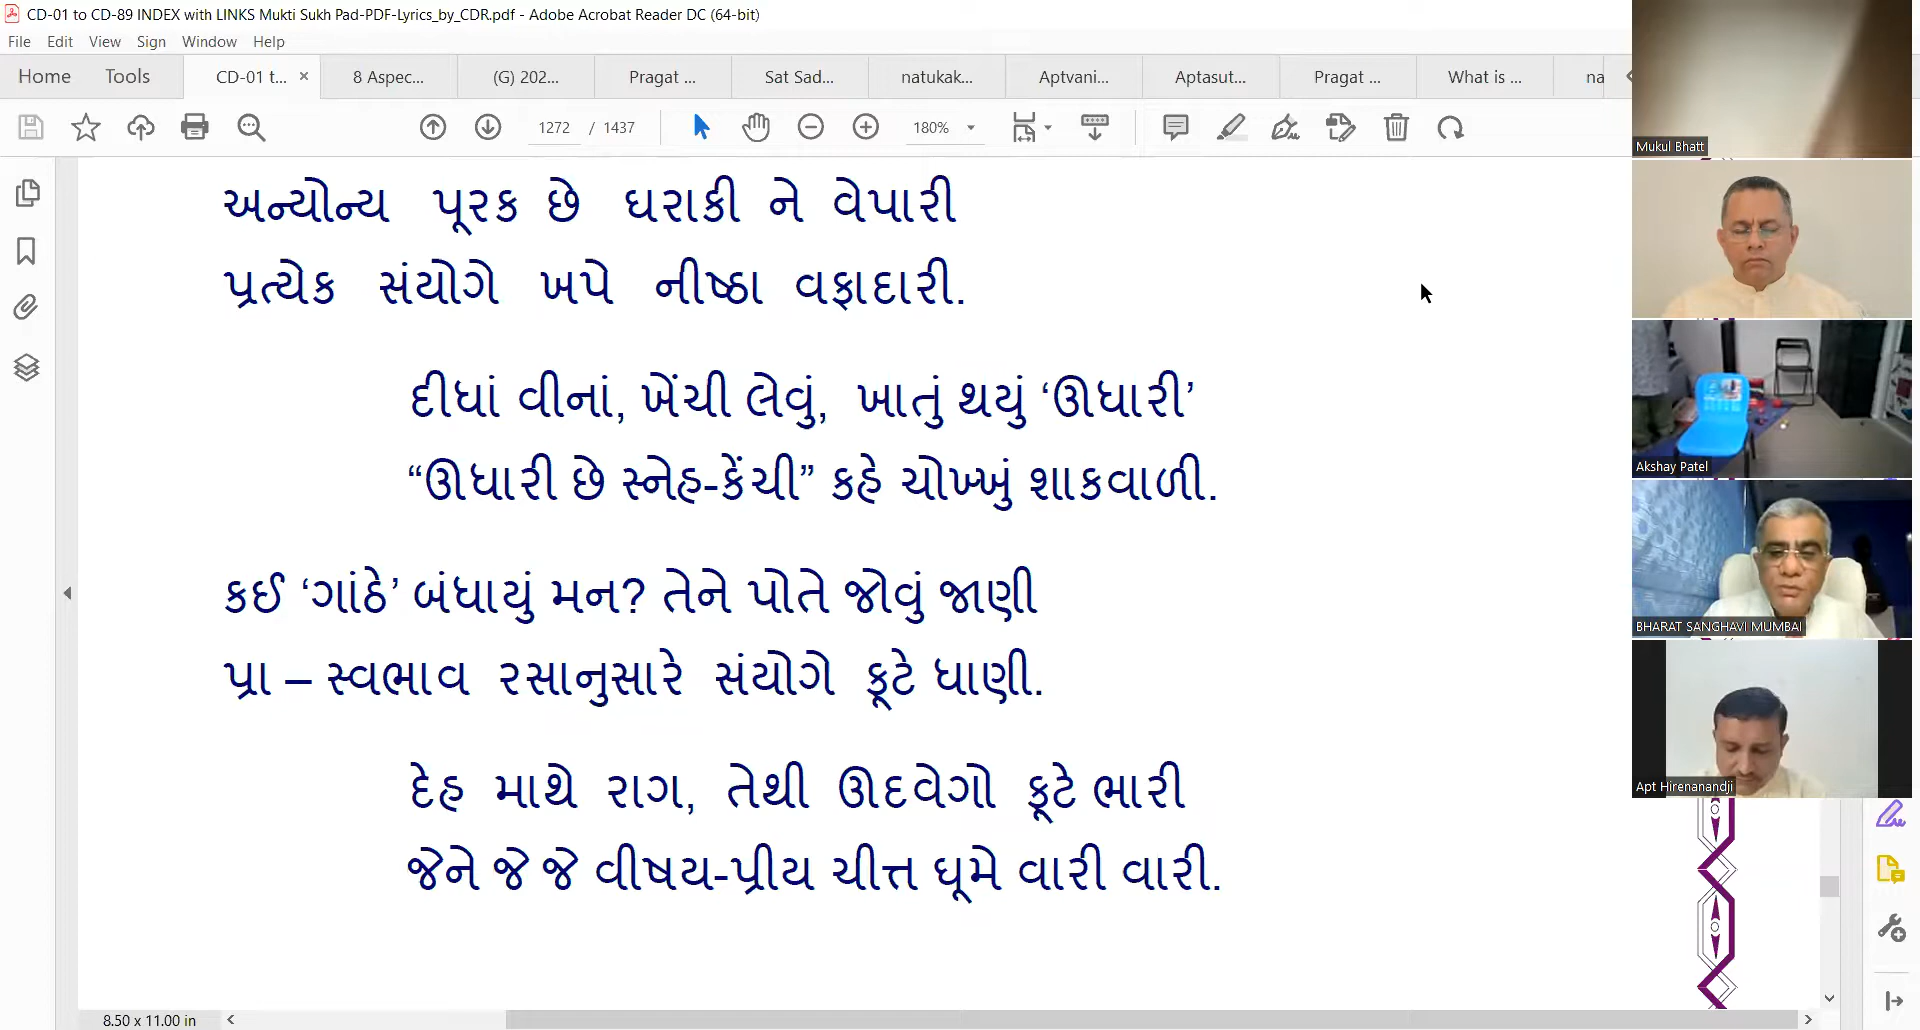 CD-01 to CD-89 INDEX with LINKS Mukti Sukh Pad-PDF-Lyrics_by_CDR.pdf - Adobe Acrobat Reader DC (64-bit)
File Edit View Sign Window Help
Home Tools CD-01 t... 8 Aspec... (G) 202... Pragat ... Sat Sad... natukak... Aptvani... Aptasut... Pragat ... What is ... na
1272 / 1437 180%
અન્યોન્ય પૂરક છે ઘરાકી ને વેપારી
પ્રત્યેક સંયોગે ખપે નીષ્ઠા વફાદારી.
દીધાં વીનાં, ખેંચી લેવું, ખાતું થયું ‘ઊધારી’
“ઊધારી છે સ્નેહ-કેંચી” કહે ચોખ્ખું શાકવાળી.
કઈ ‘ગાંઠે’ બંધાયું મન? તેને પોતે જોવું જાણી
પ્રા – સ્વભાવ રસાનુસારે સંયોગે ફૂટે ધાણી.
દેહ માથે રાગ, તેથી ઊદવેગો ફૂટે ભારી
જેને જે જે વીષય-પ્રીય ચીત્ત ઘૂમે વારી વારી.
8.50 x 11.00 in
Mukul Bhatt
Akshay Patel
BHARAT SANGHAVI MUMBAI
Apt Hirenanandji